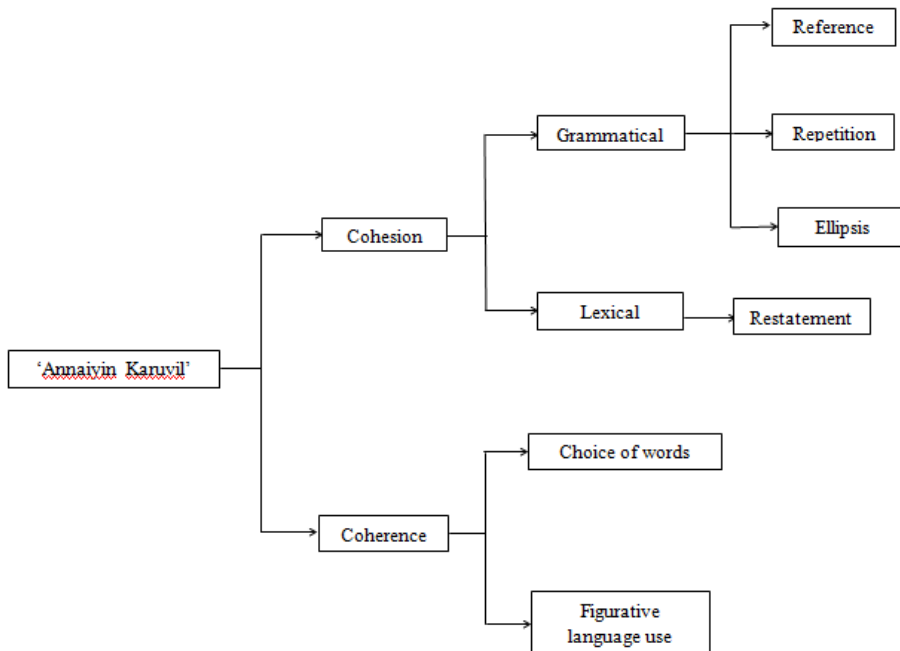 Reference
Grammatical
Repetition
Cohesion
Ellipsis
Lexical
Restatement
‘Annaiyin Karuvil’
Choice of words
Coherence
Figurative
language use